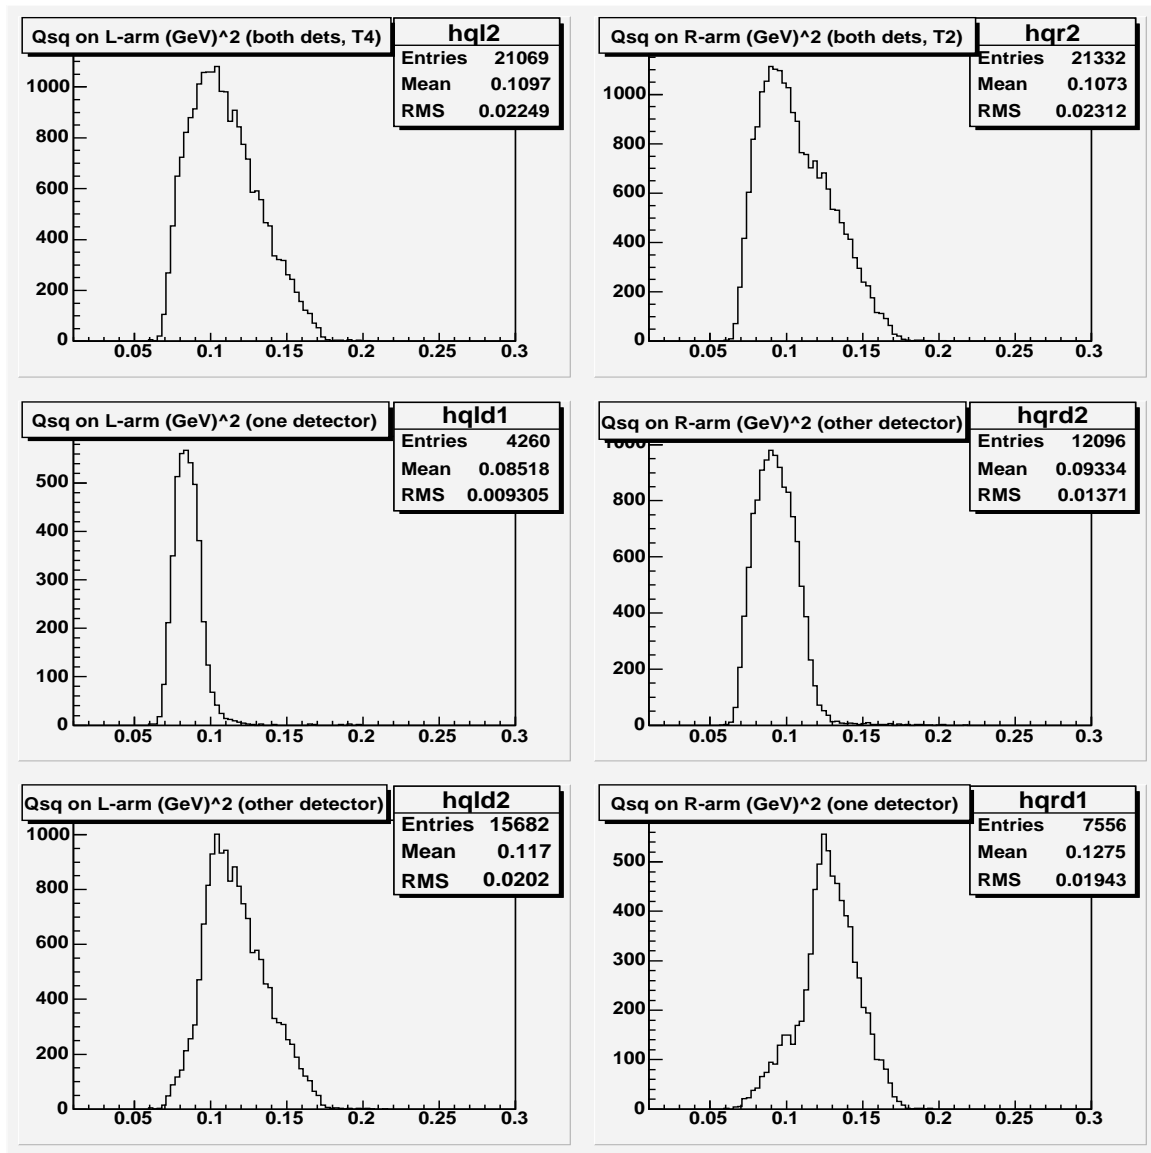 Qsq on L-arm (GeV)^2 (both dets, T4)
hql2
Entries 21069
Mean 0.1097
RMS 0.02249
1000
800
600
400
200
0
0.05 0.1 0.15 0.2 0.25 0.3
Qsq on R-arm (GeV)^2 (both dets, T2)
hqr2
Entries 21332
Mean 0.1073
RMS 0.02312
1000
800
600
400
200
0
0.05 0.1 0.15 0.2 0.25 0.3
Qsq on L-arm (GeV)^2 (one detector)
hqld1
Entries 4260
Mean 0.08518
RMS 0.009305
500
400
300
200
100
0
0.05 0.1 0.15 0.2 0.25 0.3
Qsq on R-arm (GeV)^2 (other detector)
hqrd2
Entries 12096
Mean 0.09334
RMS 0.01371
1000
800
600
400
200
0
0.05 0.1 0.15 0.2 0.25 0.3
Qsq on L-arm (GeV)^2 (other detector)
hqld2
Entries 15682
Mean 0.117
RMS 0.0202
1000
800
600
400
200
0
0.05 0.1 0.15 0.2 0.25 0.3
Qsq on R-arm (GeV)^2 (one detector)
hqrd1
Entries 7556
Mean 0.1275
RMS 0.01943
500
400
300
200
100
0
0.05 0.1 0.15 0.2 0.25 0.3